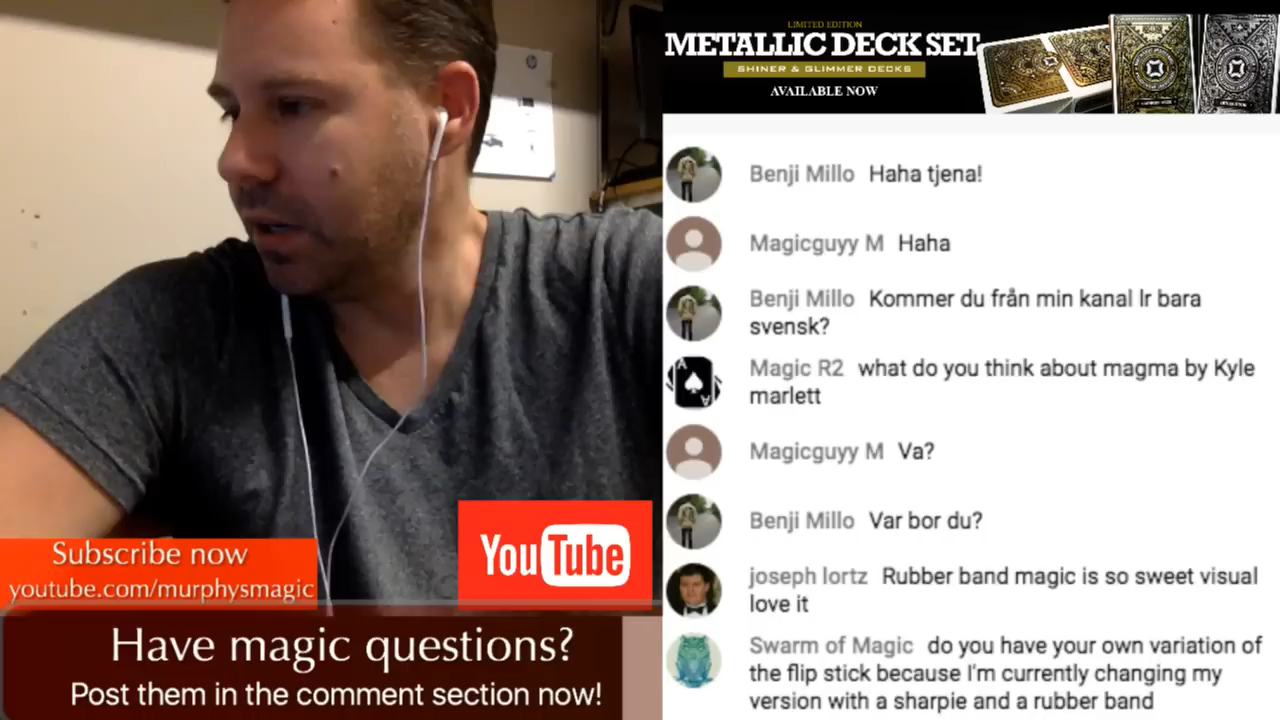 LIMITED EDITION
METALLIC DECK SET
SHINER & GLIMMER DECKS
AVAILABLE NOW
Benji Millo Haha tjena!
Magicguyy M Haha
Benji Millo Kommer du från min kanal lr bara
svensk?
Magic R2 what do you think about magma by Kyle
marlett
Magicguyy M Va?
Benji Millo Var bor du?
joseph lortz Rubber band magic is so sweet visual
love it
Swarm of Magic do you have your own variation of
the flip stick because I'm currently changing my
version with a sharpie and a rubber band
Subscribe now
youtube.com/murphysmagic
YouTube
Have magic questions?
Post them in the comment section now!